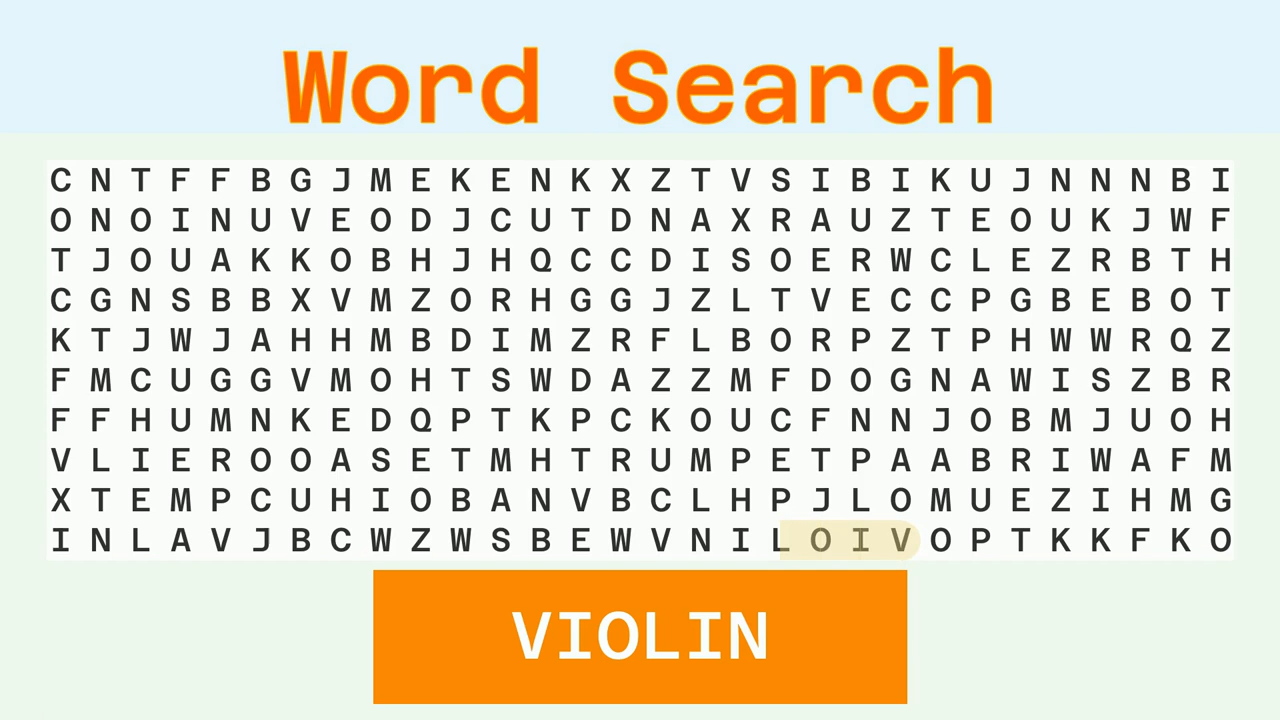 Word Search
C N T F F B G J M E K E N K X Z T V S I B I K U J N N N B I
O N O I N U V E O D J C U T D N A X R A U Z T E O U K J W F
T J O U A K K O B H J H Q C C D I S O E R W C L E Z R B T H
C G N S B B X V M Z O R H G G J Z L T V E C C P G B E B O T
K T J W J A H H M B D I M Z R F L B O R P Z T P H W W R Q Z
F M C U G G V M O H T S W D A Z Z M F D O G N A W I S Z B R
F F H U M N K E D Q P T K P C K O U C F N N J O B M J U O H
V L I E R O O A S E T M H T R U M P E T P A A B R I W A F M
X T E M P C U H I O B A N V B C L H P J L O M U E Z I H M G
I N L A V J B C W Z W S B E W V N I L O I V O P T K K F K O
VIOLIN